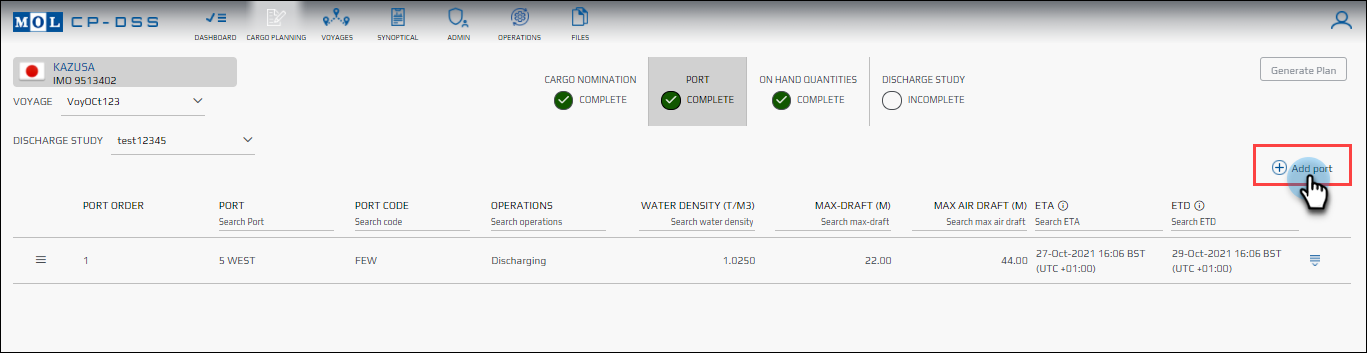 MOL CP-DSS
DASHBOARD CARGO PLANNING VOYAGES SYNOPTICAL ADMIN OPERATIONS FILES
KAZUSA
IMO 9513402
VOYAGE VoyOCt123
DISCHARGE STUDY test12345
CARGO NOMINATION PORT ON HAND QUANTITIES DISCHARGE STUDY
COMPLETE COMPLETE COMPLETE INCOMPLETE
Generate Plan
Add port
PORT ORDER PORT PORT CODE OPERATIONS WATER DENSITY (T/M3) MAX-DRAFT (M) MAX AIR DRAFT (M) ETA ETD
Search Port Search code Search operations Search water density Search max-draft Search max air draft Search ETA Search ETD
1 5 WEST FEW Discharging 1.0250 22.00 44.00 27-Oct-2021 16:06 BST 29-Oct-2021 16:06 BST
(UTC +01:00) (UTC +01:00)